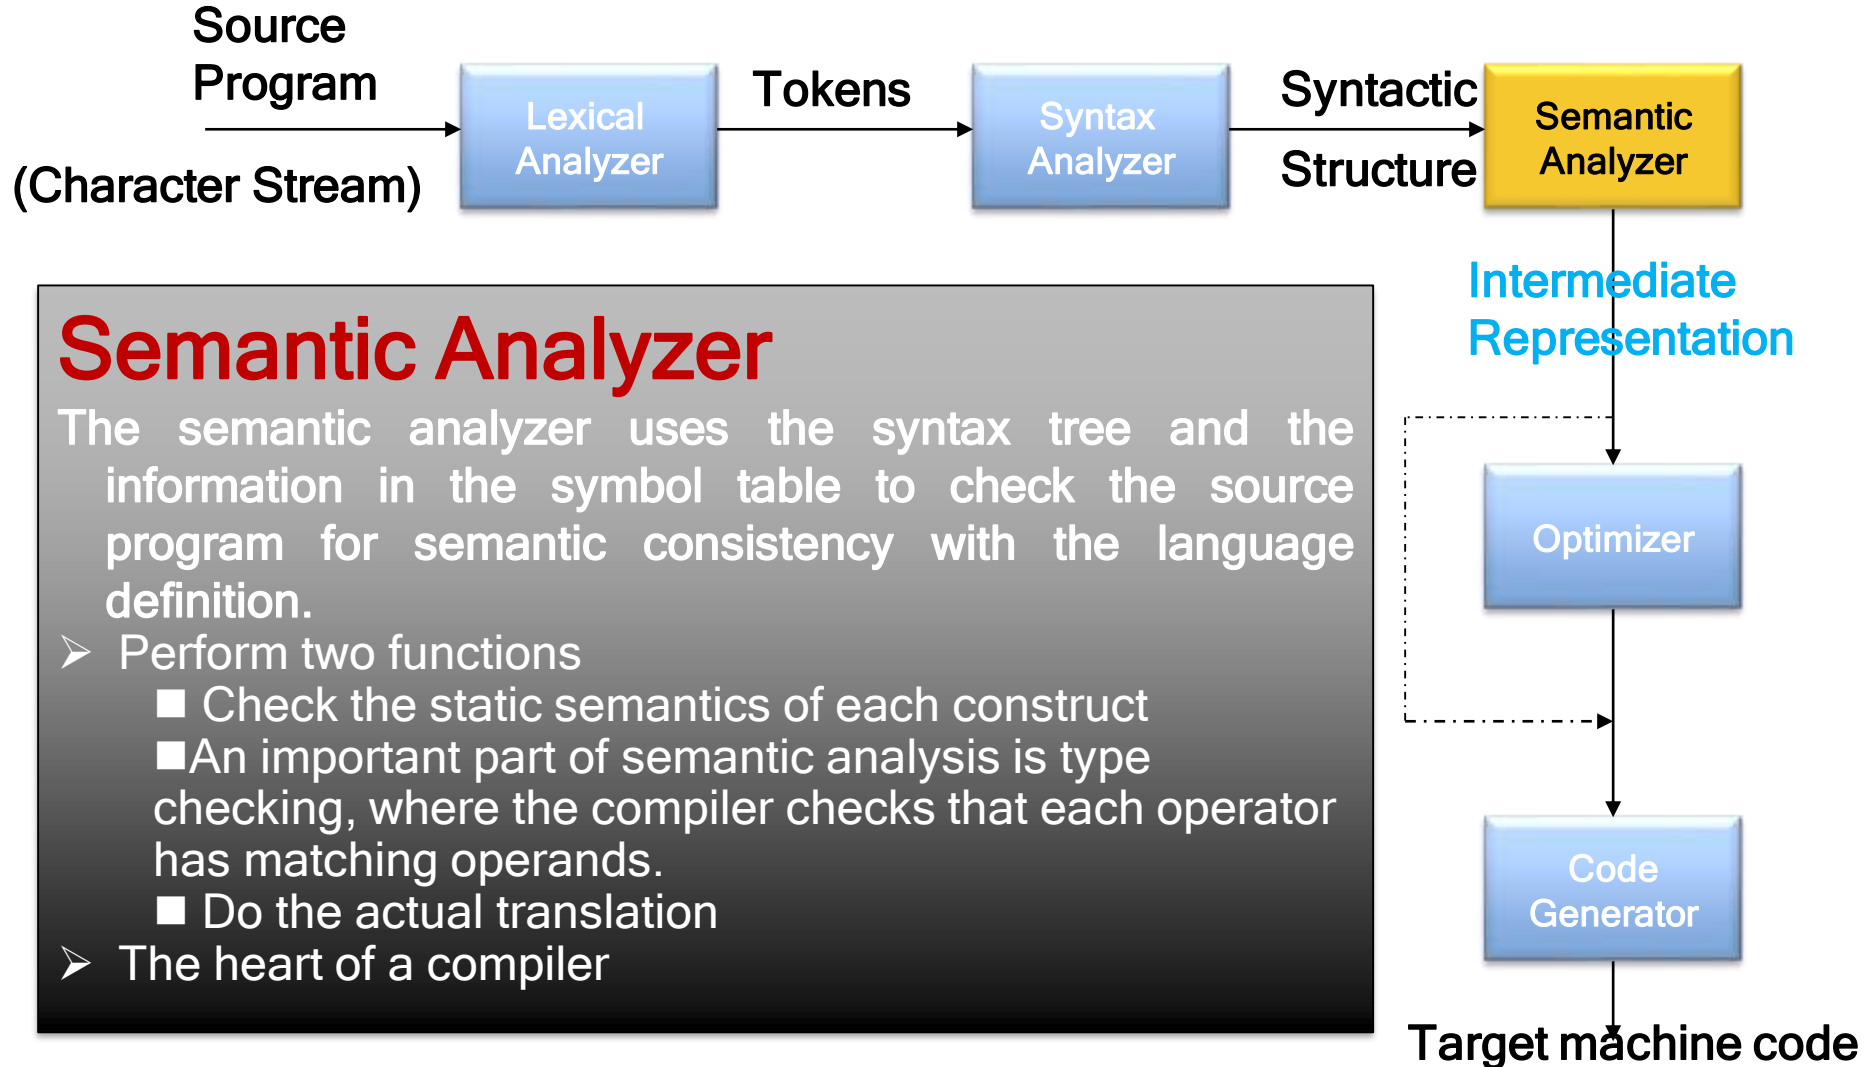 Source
Program
(Character Stream)
Lexical
Analyzer
Tokens
Syntax
Analyzer
Syntactic
Structure
Semantic
Analyzer
Intermediate
Representation
Optimizer
Code
Generator
Target machine code
Semantic Analyzer
The semantic analyzer uses the syntax tree and the
information in the symbol table to check the source
program for semantic consistency with the language
definition.
➢ Perform two functions
■ Check the static semantics of each construct
■An important part of semantic analysis is type
checking, where the compiler checks that each operator
has matching operands.
■ Do the actual translation
➢ The heart of a compiler